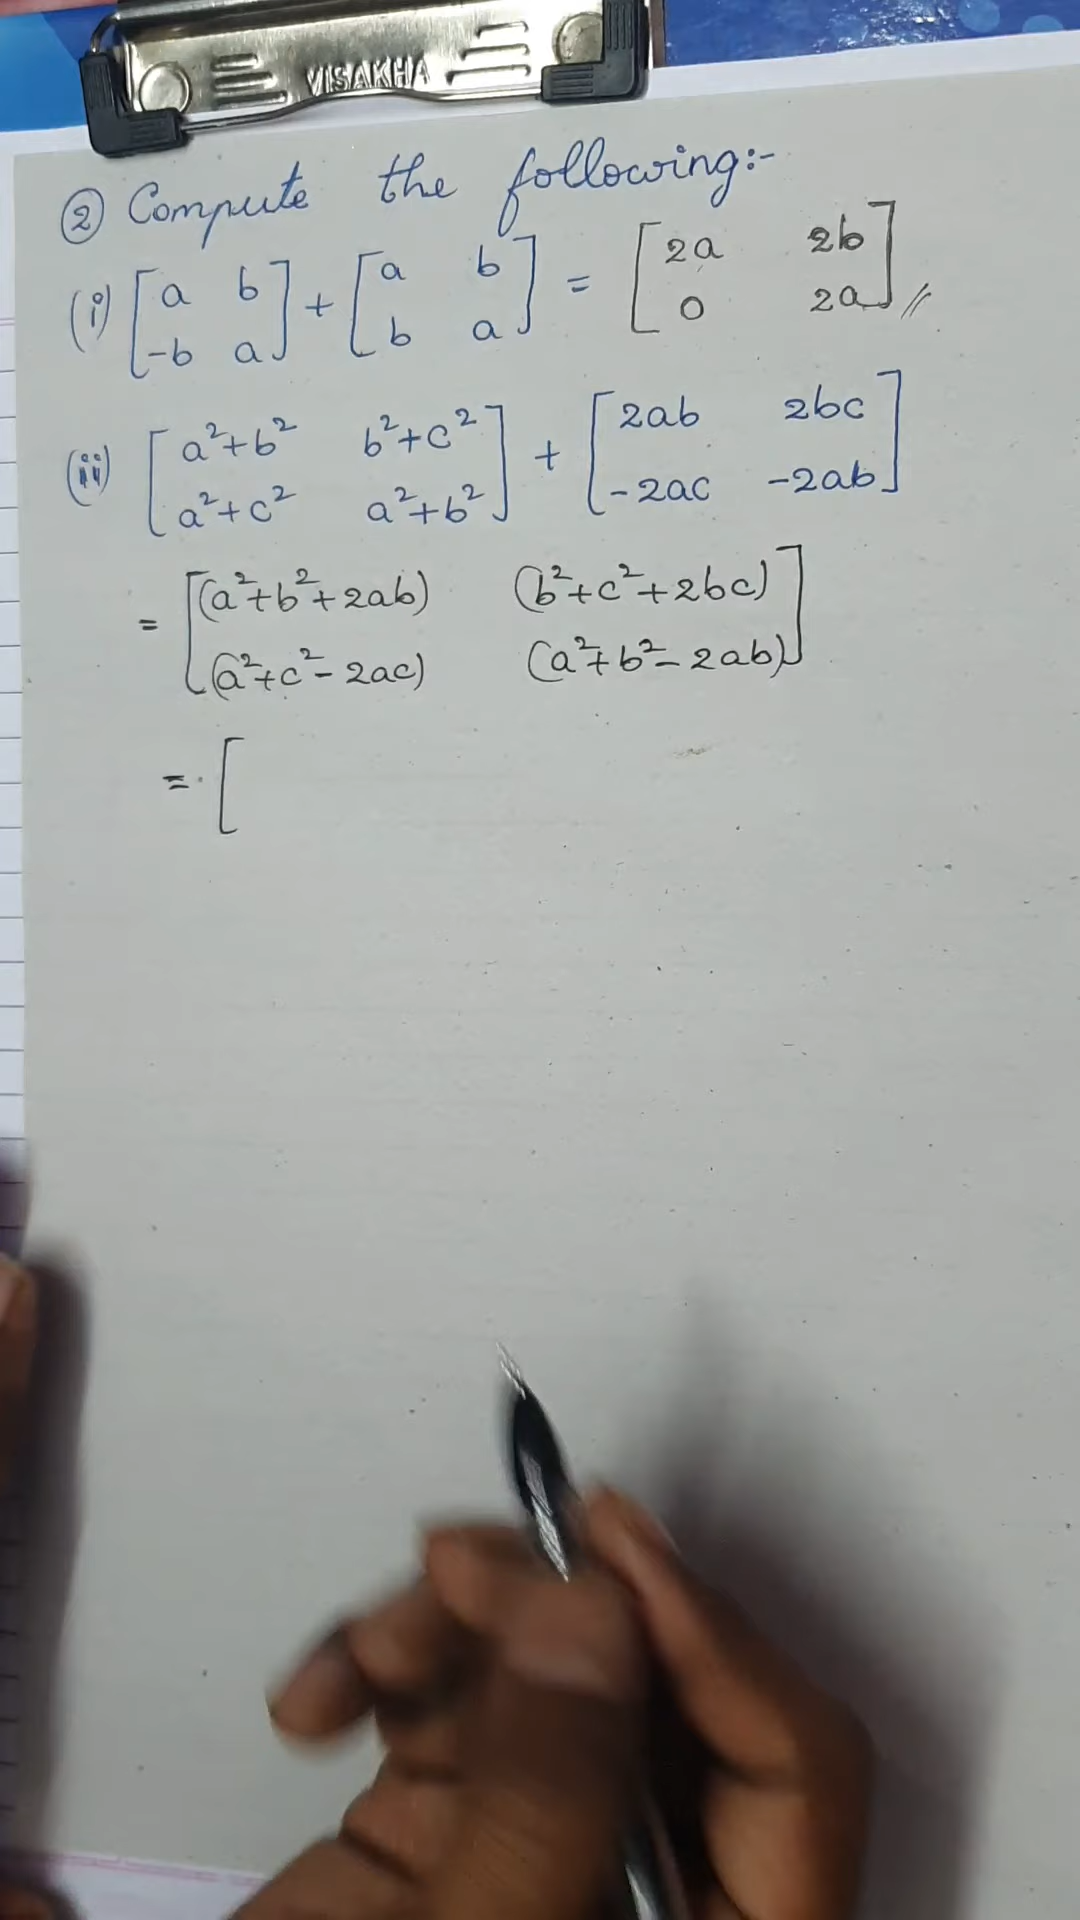 VISAKHA
② Compute the following:-
(i) [a b; -b a] + [a b; b a] = [2a 2b; 0 2a] //
(ii) [a²+b² b²+c²; a²+c² a²+b²] + [2ab 2bc; -2ac -2ab]
= [(a²+b²+2ab) (b²+c²+2bc); (a²+c²-2ac) (a²+b²-2ab)]
= [